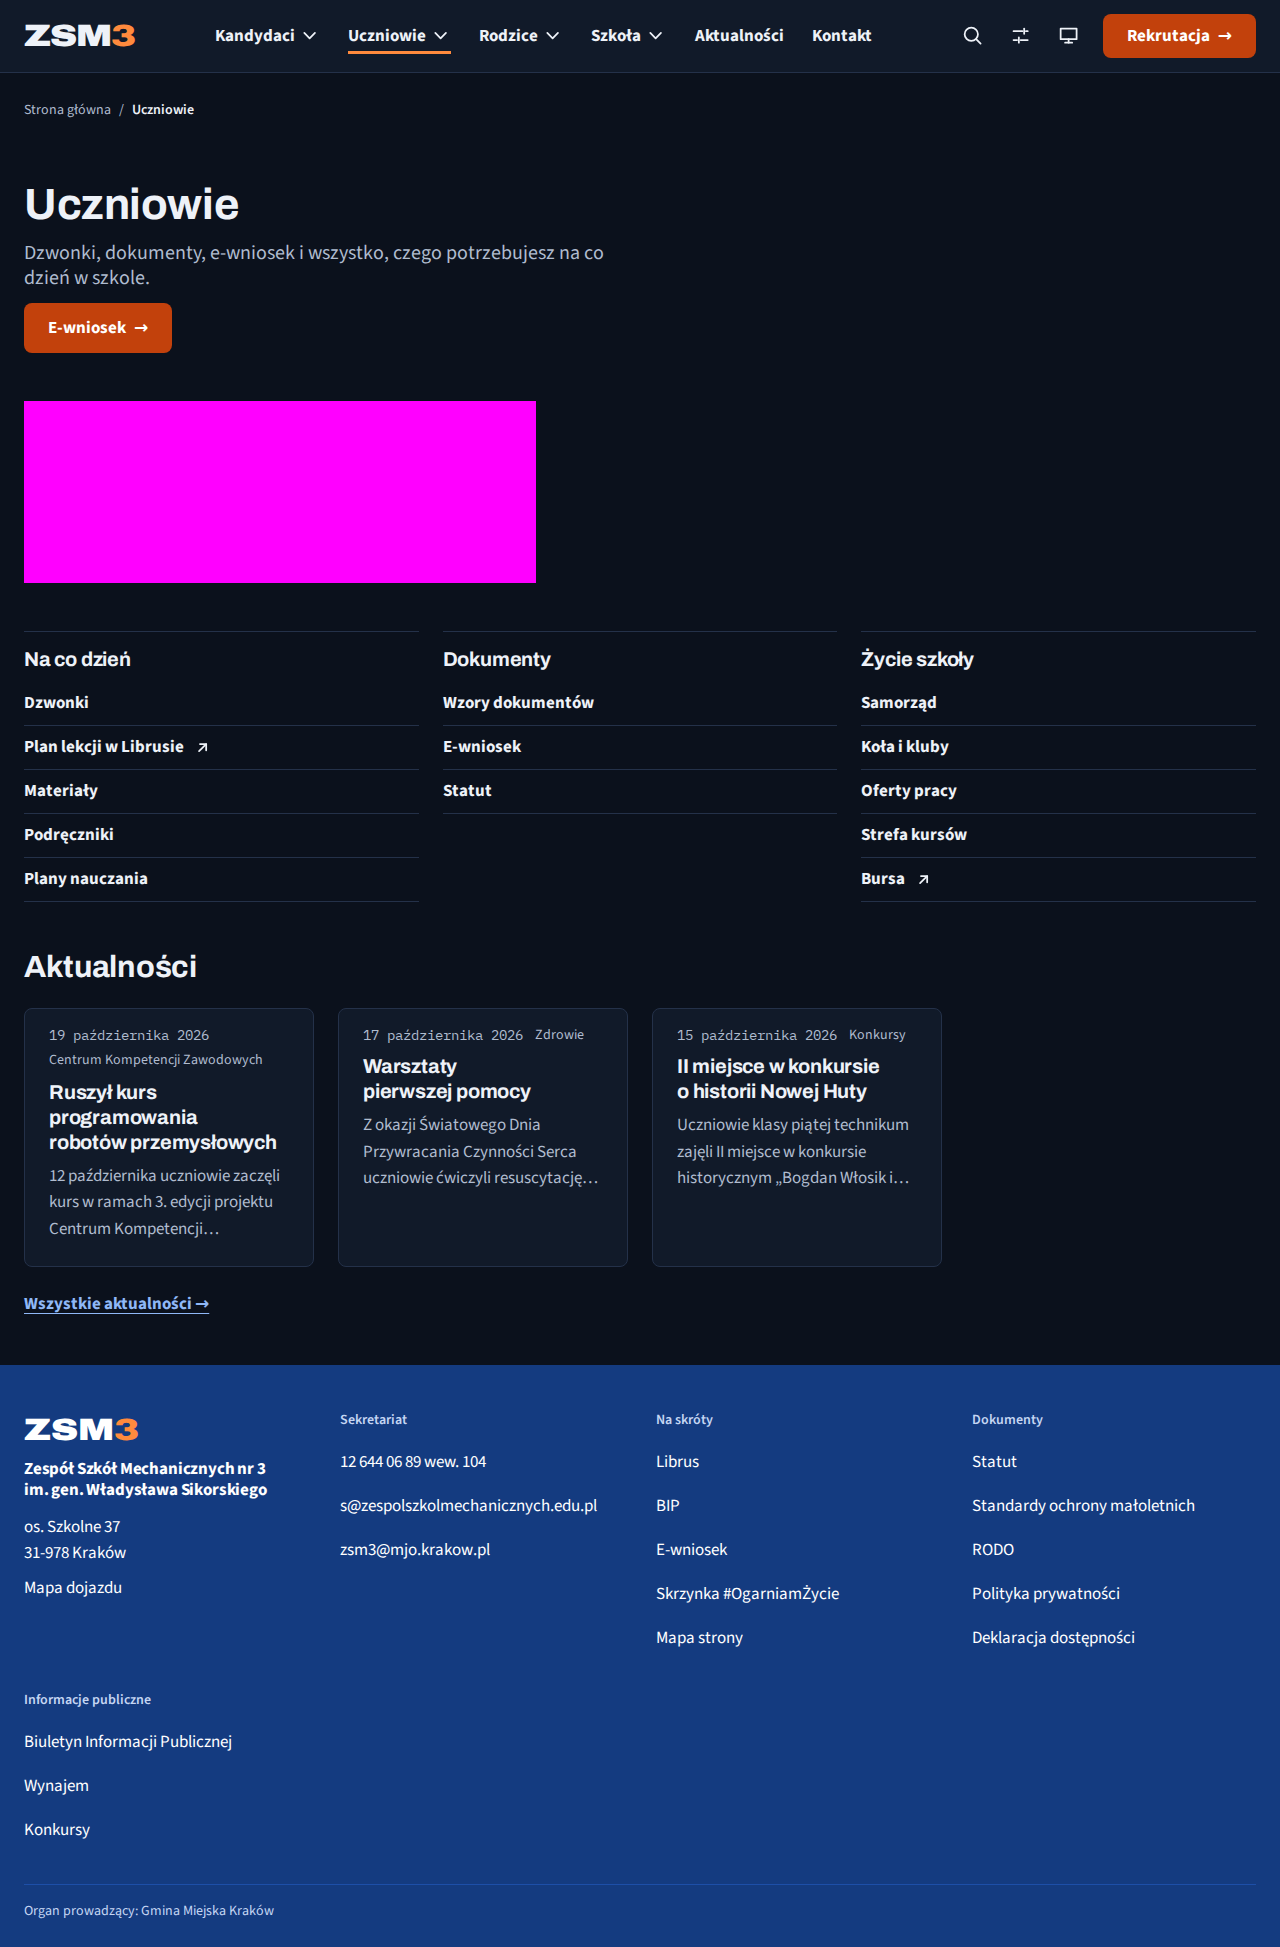 ZSM3
Kandydaci
Uczniowie
Rodzice
Szkoła
Aktualności
Kontakt
Rekrutacja →
Strona główna / Uczniowie
Uczniowie
Dzwonki, dokumenty, e-wniosek i wszystko, czego potrzebujesz na co
dzień w szkole.
E-wniosek →
Na co dzień
Dzwonki
Plan lekcji w Librusie
Materiały
Podręczniki
Plany nauczania
Dokumenty
Wzory dokumentów
E-wniosek
Statut
Życie szkoły
Samorząd
Koła i kluby
Oferty pracy
Strefa kursów
Bursa
Aktualności
19 października 2026
Centrum Kompetencji Zawodowych
Ruszył kurs
programowania
robotów przemysłowych
12 października uczniowie zaczęli
kurs w ramach 3. edycji projektu
Centrum Kompetencji…
17 października 2026 Zdrowie
Warsztaty
pierwszej pomocy
Z okazji Światowego Dnia
Przywracania Czynności Serca
uczniowie ćwiczyli resuscytację…
15 października 2026 Konkursy
II miejsce w konkursie
o historii Nowej Huty
Uczniowie klasy piątej technikum
zajęli II miejsce w konkursie
historycznym „Bogdan Włosik i…
Wszystkie aktualności →
ZSM3
Zespół Szkół Mechanicznych nr 3
im. gen. Władysława Sikorskiego
os. Szkolne 37
31-978 Kraków
Mapa dojazdu
Sekretariat
12 644 06 89 wew. 104
s@zespolszkolmechanicznych.edu.pl
zsm3@mjo.krakow.pl
Na skróty
Librus
BIP
E-wniosek
Skrzynka #OgarniamŻycie
Mapa strony
Dokumenty
Statut
Standardy ochrony małoletnich
RODO
Polityka prywatności
Deklaracja dostępności
Informacje publiczne
Biuletyn Informacji Publicznej
Wynajem
Konkursy
Organ prowadzący: Gmina Miejska Kraków